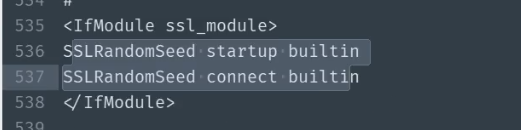 534 #
535 <IfModule ssl_module>
536 SSLRandomSeed startup builtin
537 SSLRandomSeed connect builtin
538 </IfModule>
539